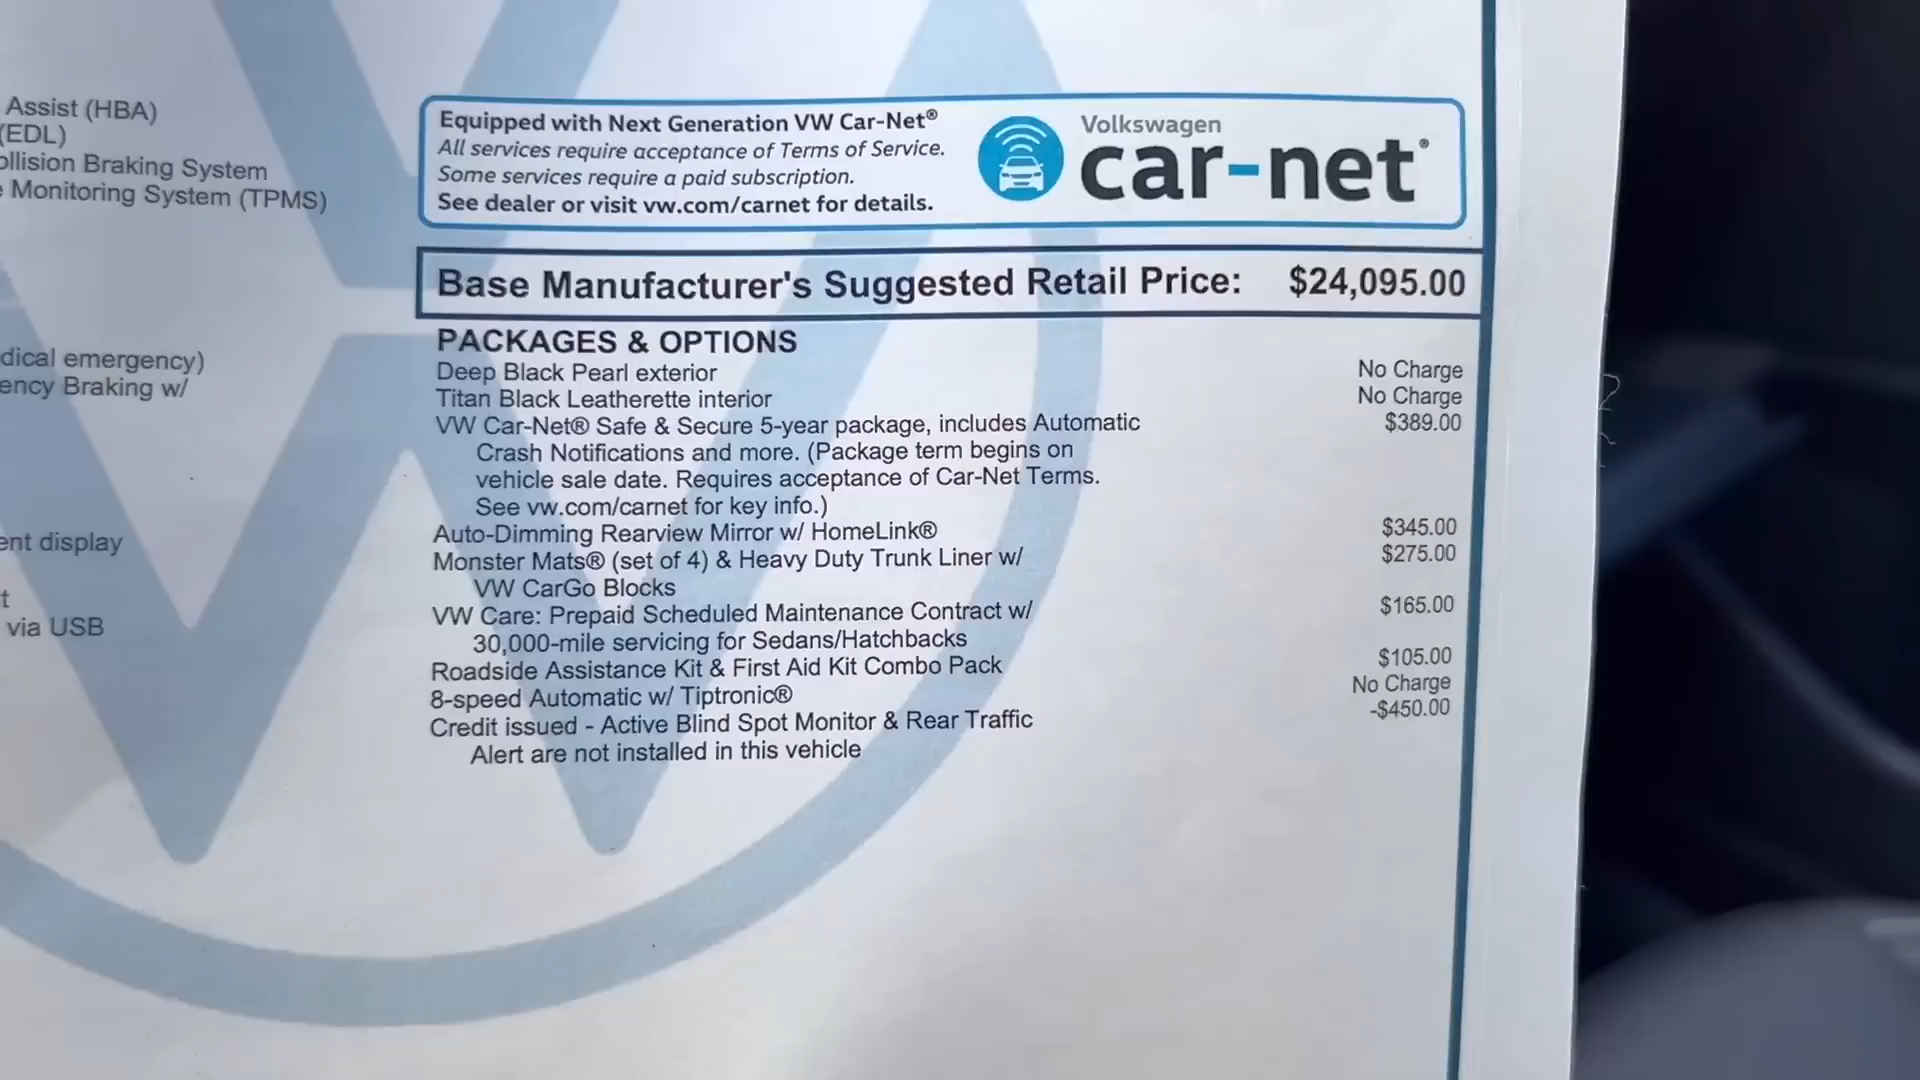 Assist (HBA)
(EDL)
ollision Braking System
Monitoring System (TPMS)
dical emergency)
ency Braking w/
ent display
t
via USB
Equipped with Next Generation VW Car-Net®
All services require acceptance of Terms of Service.
Some services require a paid subscription.
See dealer or visit vw.com/carnet for details.
Volkswagen
car-net®
Base Manufacturer's Suggested Retail Price: $24,095.00
PACKAGES & OPTIONS
Deep Black Pearl exterior No Charge
Titan Black Leatherette interior No Charge
VW Car-Net® Safe & Secure 5-year package, includes Automatic $389.00
Crash Notifications and more. (Package term begins on
vehicle sale date. Requires acceptance of Car-Net Terms.
See vw.com/carnet for key info.)
Auto-Dimming Rearview Mirror w/ HomeLink® $345.00
Monster Mats® (set of 4) & Heavy Duty Trunk Liner w/ $275.00
VW CarGo Blocks
VW Care: Prepaid Scheduled Maintenance Contract w/ $165.00
30,000-mile servicing for Sedans/Hatchbacks
Roadside Assistance Kit & First Aid Kit Combo Pack $105.00
8-speed Automatic w/ Tiptronic® No Charge
Credit issued - Active Blind Spot Monitor & Rear Traffic -$450.00
Alert are not installed in this vehicle